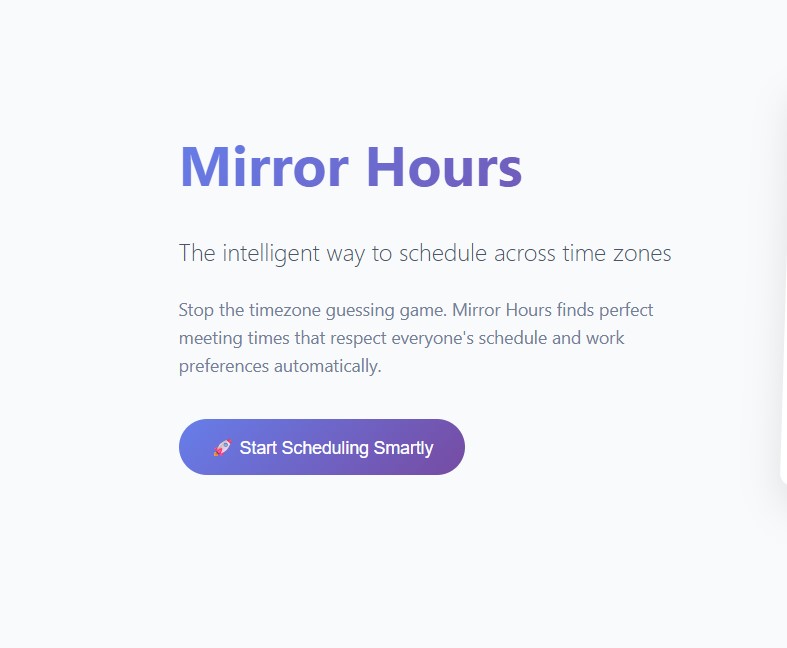 Mirror Hours
The intelligent way to schedule across time zones
Stop the timezone guessing game. Mirror Hours finds perfect
meeting times that respect everyone's schedule and work
preferences automatically.
🚀 Start Scheduling Smartly